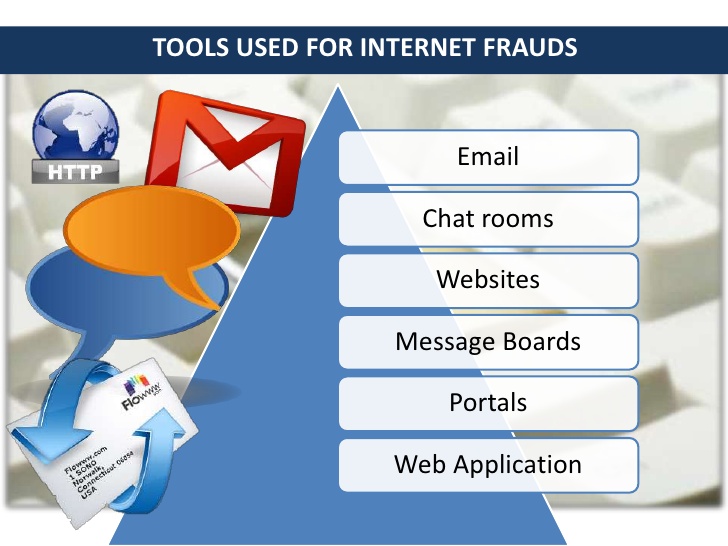 TOOLS USED FOR INTERNET FRAUDS
HTTP
Email
Chat rooms
Websites
Message Boards
Portals
Web Application
Flowww
Flowww.com
1 SONO
Norwalk,
Connecticut 06854
USA